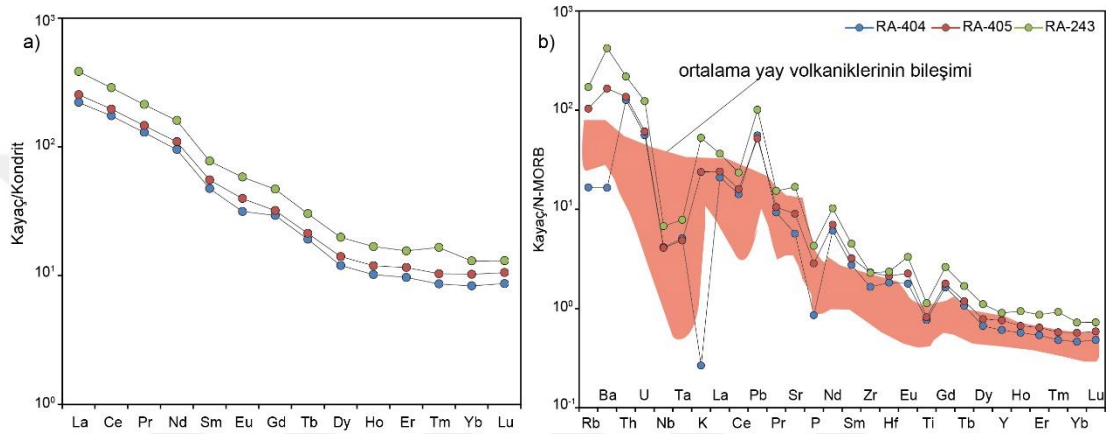 a)
Kayaç/Kondrit
10³
10²
10¹
10⁰
La Ce Pr Nd Sm Eu Gd Tb Dy Ho Er Tm Yb Lu
b)
RA-404 RA-405 RA-243
ortalama yay volkaniklerinin bileşimi
Kayaç/N-MORB
10³
10²
10¹
10⁰
10⁻¹
Ba U Ta La Pb Sr Nd Zr Eu Gd Dy Ho Tm Lu
Rb Th Nb K Ce Pr P Sm Hf Ti Tb Y Er Yb